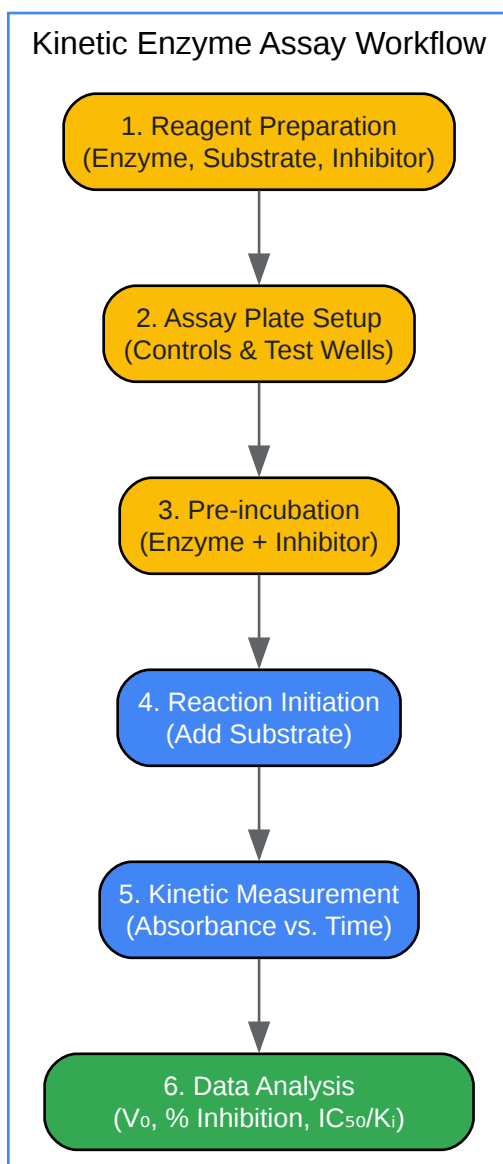 Kinetic Enzyme Assay Workflow
1. Reagent Preparation
(Enzyme, Substrate, Inhibitor)
2. Assay Plate Setup
(Controls & Test Wells)
3. Pre-incubation
(Enzyme + Inhibitor)
4. Reaction Initiation
(Add Substrate)
5. Kinetic Measurement
(Absorbance vs. Time)
6. Data Analysis
(V₀, % Inhibition, IC₅₀/Kᵢ)